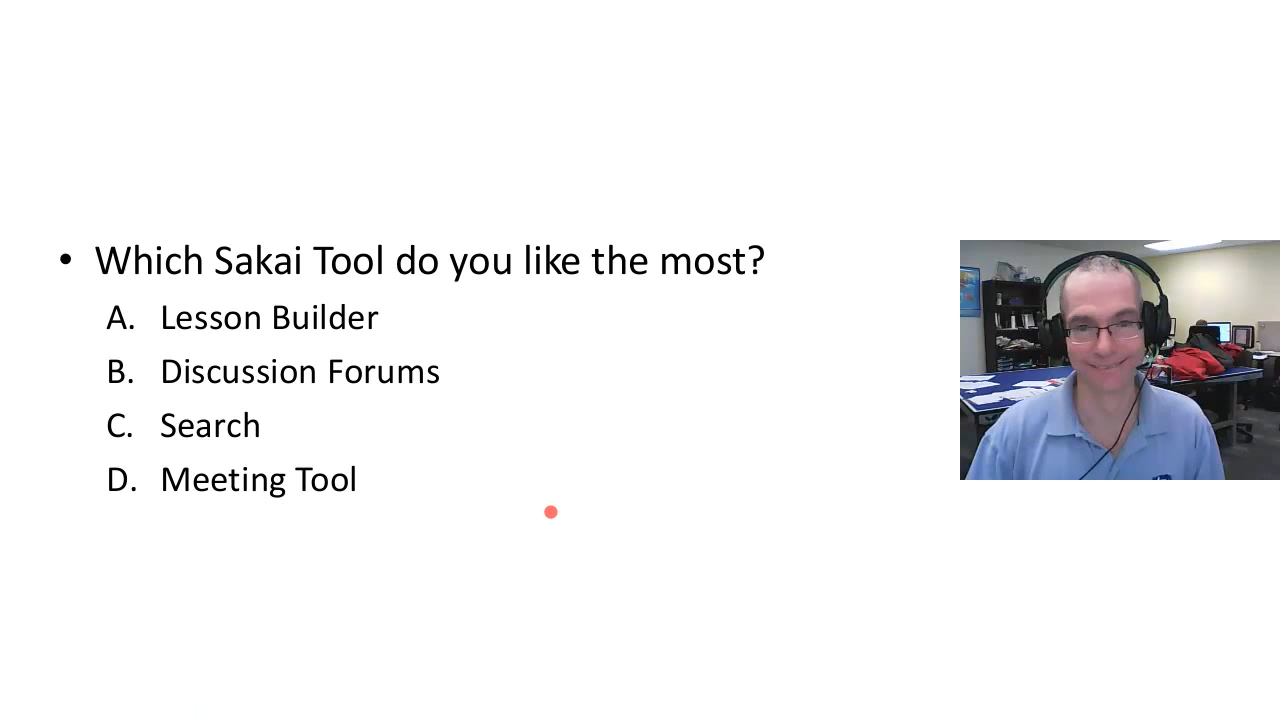 • Which Sakai Tool do you like the most?
A. Lesson Builder
B. Discussion Forums
C. Search
D. Meeting Tool